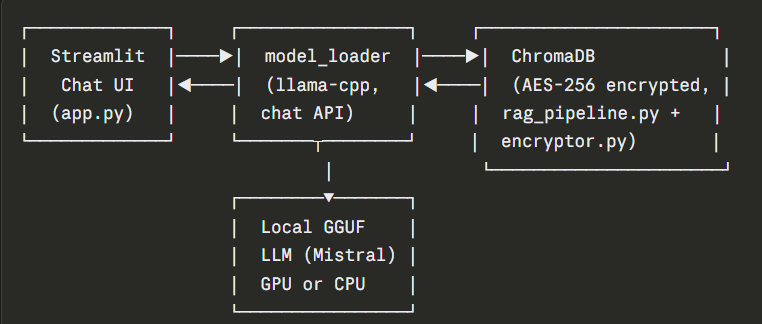 Streamlit
Chat UI
(app.py)
model_loader
(llama-cpp,
chat API)
ChromaDB
(AES-256 encrypted,
rag_pipeline.py +
encryptor.py)
Local GGUF
LLM (Mistral)
GPU or CPU